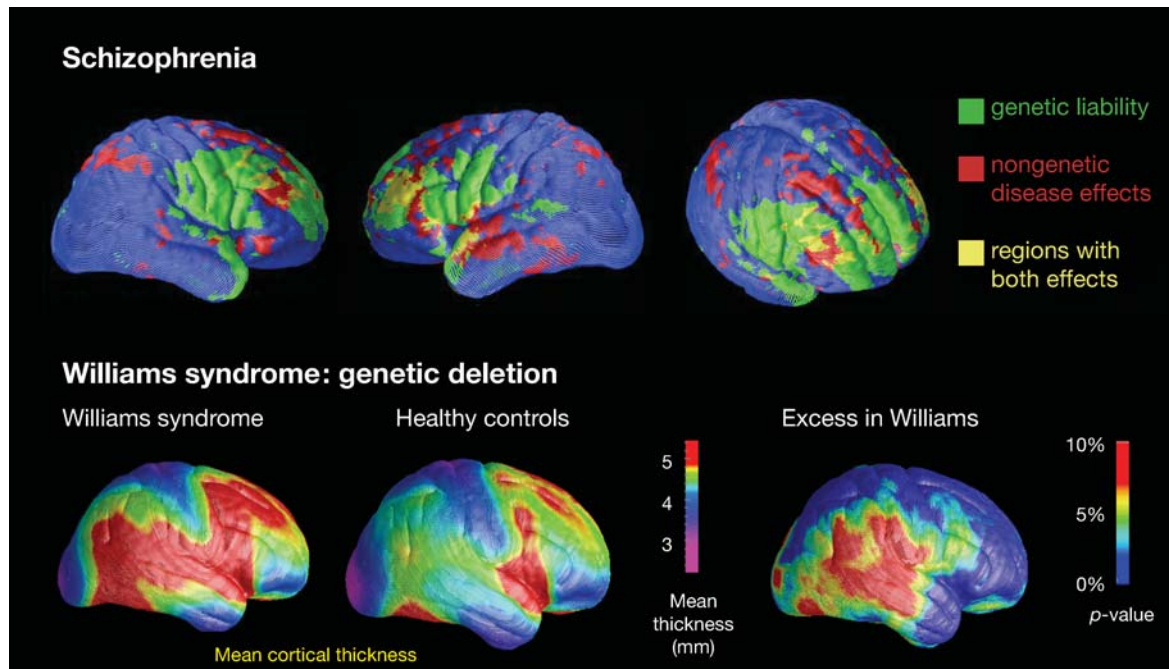 Schizophrenia
genetic liability
nongenetic
disease effects
regions with
both effects
Williams syndrome: genetic deletion
Williams syndrome
Healthy controls
Excess in Williams
5
4
3
Mean
thickness
(mm)
10%
5%
0%
p-value
Mean cortical thickness